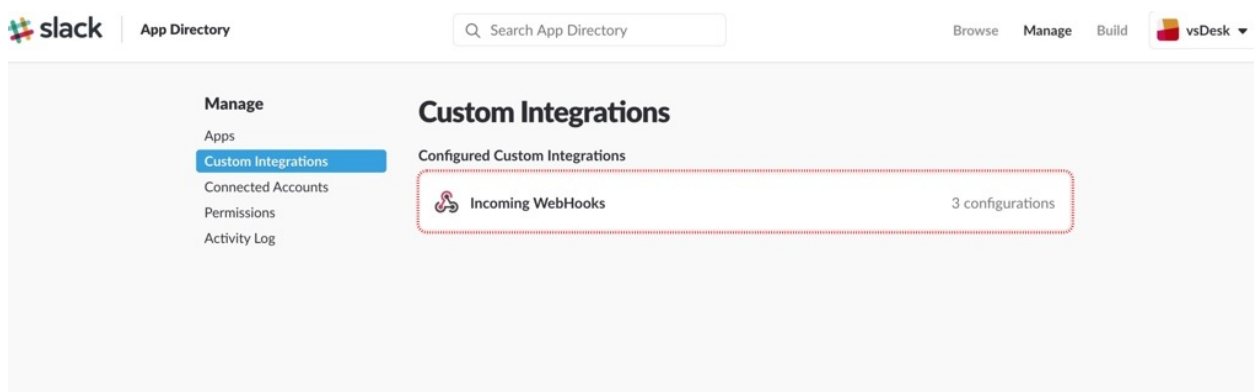 slack App Directory Search App Directory Browse Manage Build vsDesk
Manage
Apps
Custom Integrations
Connected Accounts
Permissions
Activity Log
Custom Integrations
Configured Custom Integrations
Incoming WebHooks 3 configurations